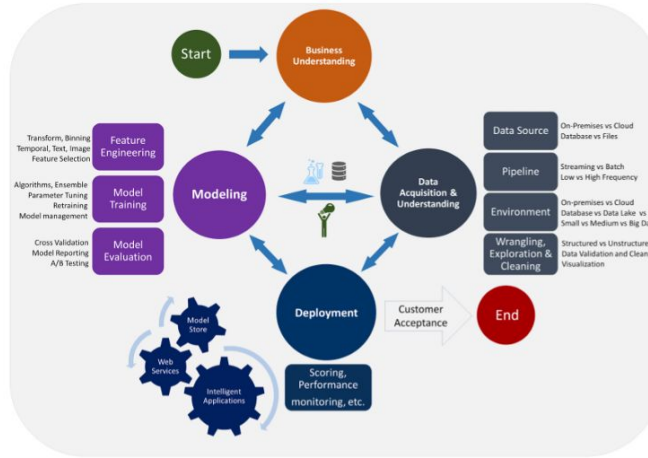 Start
Business
Understanding
Transform, Binning
Temporal, Text, Image
Feature Selection
Feature
Engineering
Algorithms, Ensemble
Parameter Tuning
Retraining
Model management
Model
Training
Cross Validation
Model Reporting
A/B Testing
Model
Evaluation
Modeling
Data
Acquisition &
Understanding
Data Source
On-Premises vs Cloud
Database vs Files
Pipeline
Streaming vs Batch
Low vs High Frequency
Environment
On-premises vs Cloud
Database vs Data Lake vs
Small vs Medium vs Big Da
Wrangling,
Exploration &
Cleaning
Structured vs Unstructure
Data Validation and Clean
Visualization
Deployment
Customer
Acceptance
End
Scoring,
Performance
monitoring, etc.
Model
Store
Web
Services
Intelligent
Applications